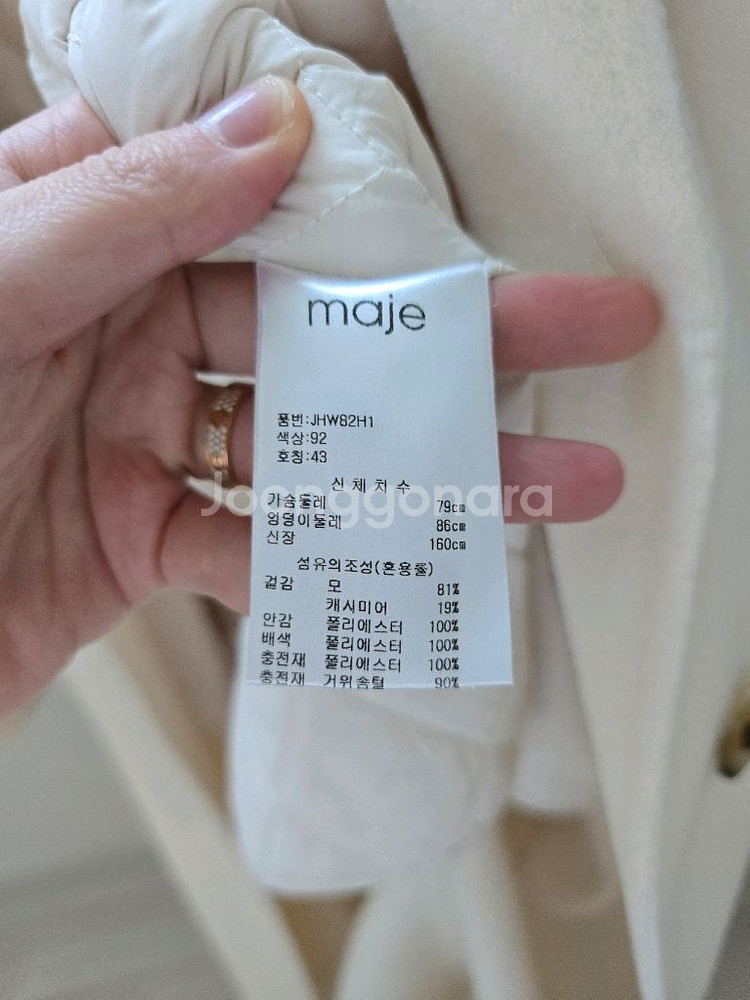 maje
품번:JHW82H1
색상:92
호칭:43
신체치수
가슴둘레 79cm
엉덩이둘레 86cm
신장 160cm
섬유의조성(혼용률)
겉감 모 81%
캐시미어 19%
안감 폴리에스터 100%
배색 폴리에스터 100%
충전재 폴리에스터 100%
충전재 거위솜털 90%
Joonggonara